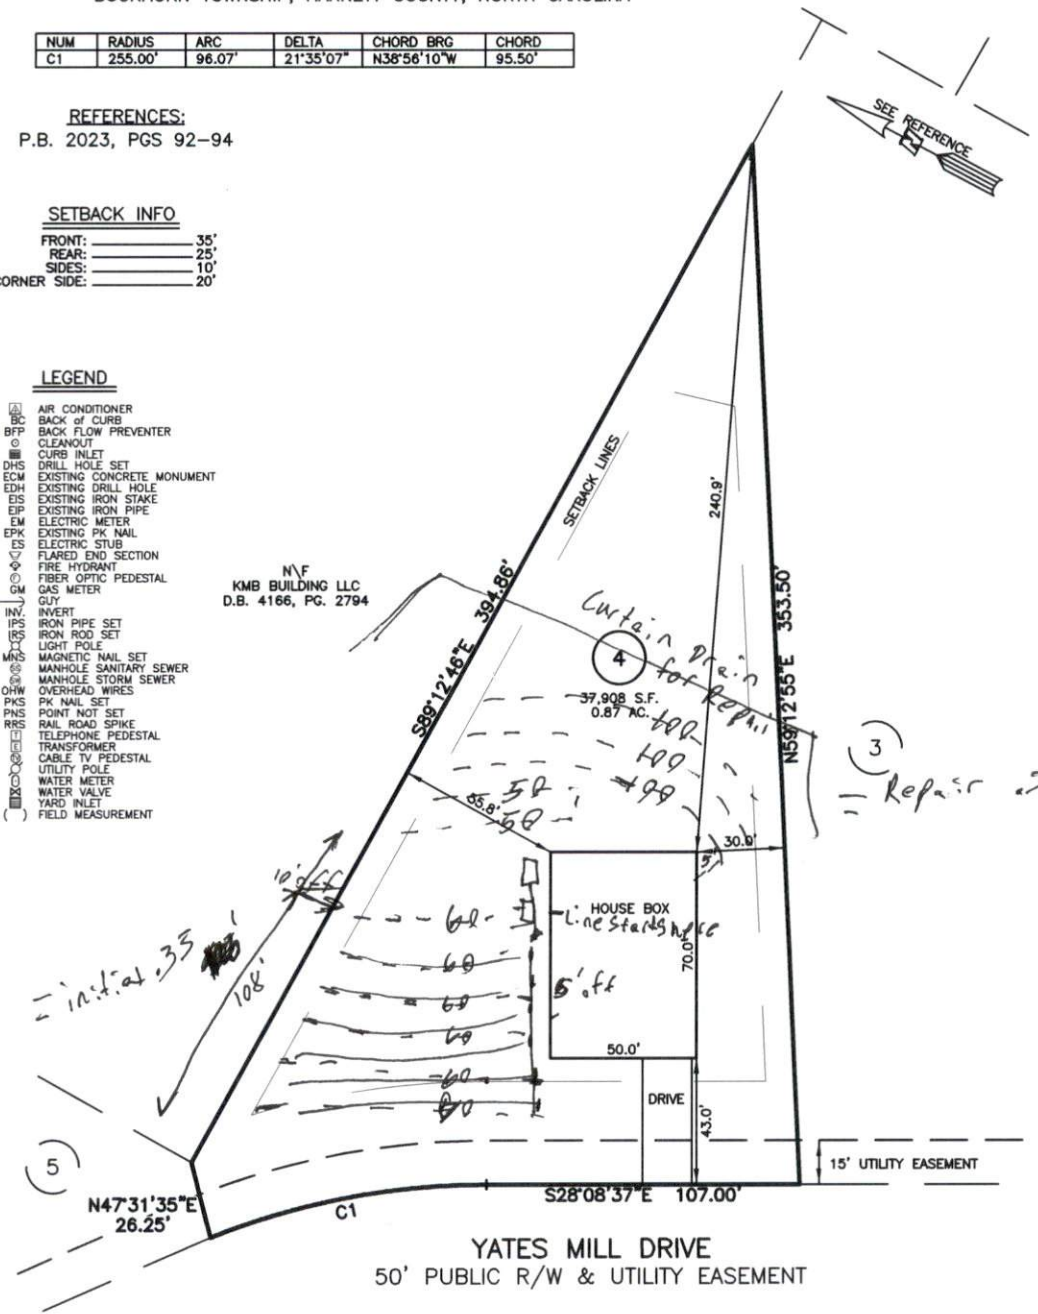 NUM RADIUS ARC DELTA CHORD BRG CHORD
C1 255.00' 96.07' 21°35'07" N38°56'10"W 95.50'
REFERENCES:
P.B. 2023, PGS 92-94
SEE REFERENCE
N
SETBACK INFO
FRONT: 35'
REAR: 25'
SIDES: 10'
CORNER SIDE: 20'
LEGEND
AIR CONDITIONER
BC BACK of CURB
BFP BACK FLOW PREVENTER
CLEANOUT
CURB INLET
DHS DRILL HOLE SET
ECM EXISTING CONCRETE MONUMENT
EDH EXISTING DRILL HOLE
EIS EXISTING IRON STAKE
EIP EXISTING IRON PIPE
EM ELECTRIC METER
EPK EXISTING PK NAIL
ES ELECTRIC STUB
FLARED END SECTION
FIRE HYDRANT
FIBER OPTIC PEDESTAL
GM GAS METER
GUY
INV. INVERT
IPS IRON PIPE SET
IRS IRON ROD SET
LIGHT POLE
MNS MAGNETIC NAIL SET
MANHOLE SANITARY SEWER
MANHOLE STORM SEWER
OHW OVERHEAD WIRES
PKS PK NAIL SET
PNS POINT NOT SET
RRS RAIL ROAD SPIKE
TELEPHONE PEDESTAL
TRANSFORMER
CABLE TV PEDESTAL
UTILITY POLE
WATER METER
WATER VALVE
YARD INLET
( ) FIELD MEASUREMENT
N\F
KMB BUILDING LLC
D.B. 4166, PG. 2794
SETBACK LINES
240.9'
S89°12'46"E 394.86'
N59°12'55"E 353.50'
Curtain Drain
for Repair
4
37,908 S.F.
0.87 AC.
3
= Repair
55.8'
30.0'
5'
10' off
= initial .35
108'
60
60
60
60
60
HOUSE BOX
Line starts here
70.0'
5' off
50.0'
DRIVE
43.0'
5
15' UTILITY EASEMENT
N47°31'35"E
26.25'
C1
S28°08'37"E 107.00'
YATES MILL DRIVE
50' PUBLIC R/W & UTILITY EASEMENT